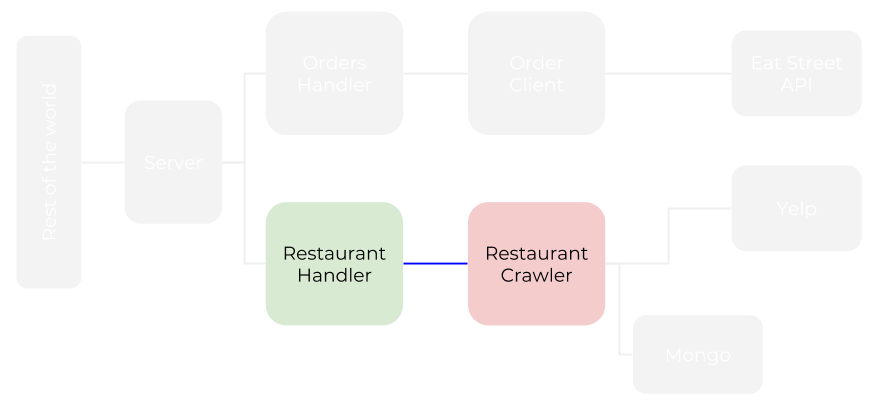 Rest of the world
Server
Orders
Handler
Order
Client
Eat Street
API
Restaurant
Handler
Restaurant
Crawler
Yelp
Mongo